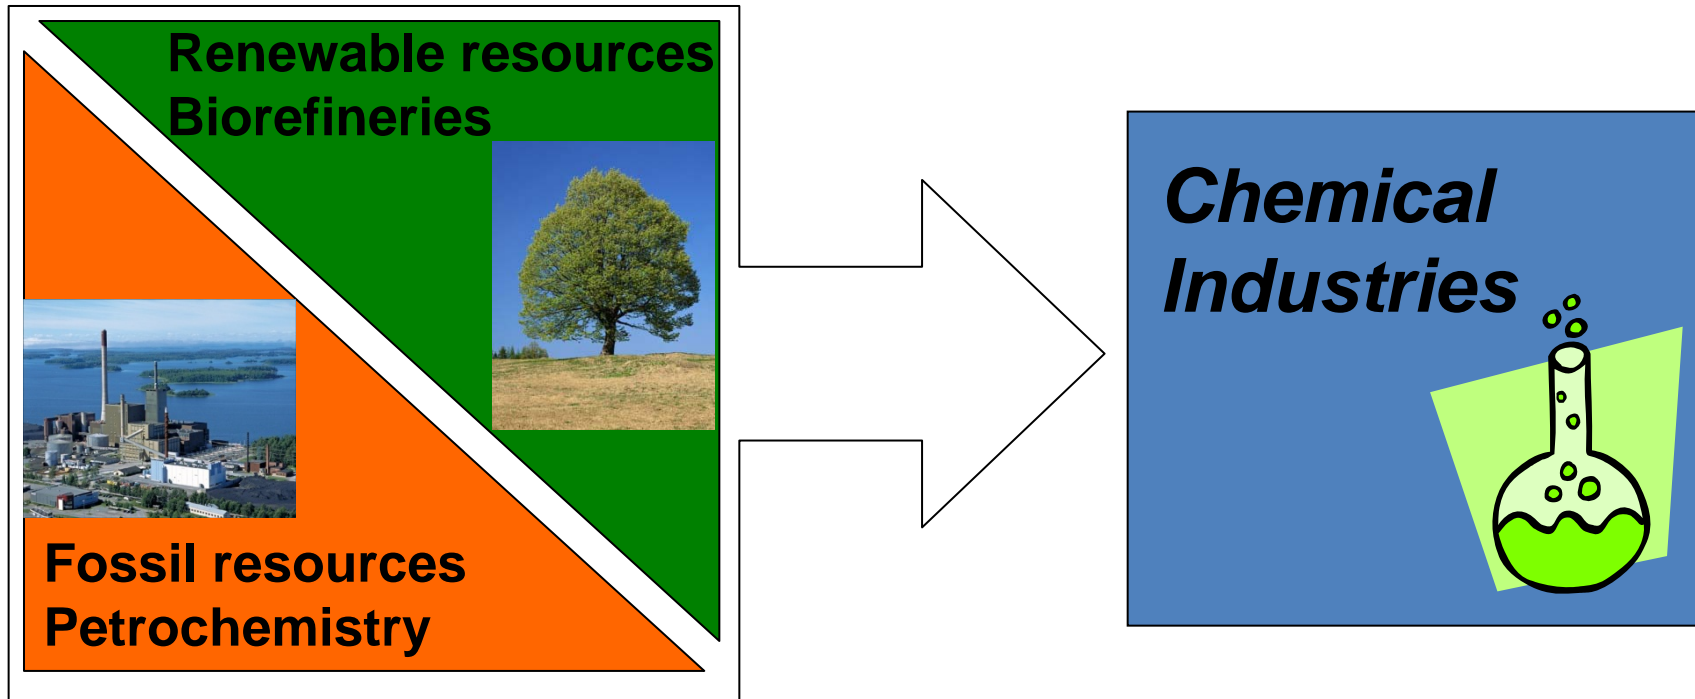 Renewable resources
Biorefineries
Fossil resources
Petrochemistry
Chemical
Industries